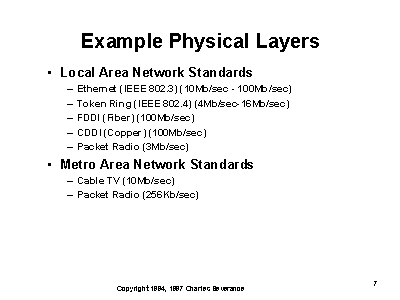 Example Physical Layers
• Local Area Network Standards
– Ethernet (IEEE 802.3) (10Mb/sec - 100Mb/sec)
– Token Ring (IEEE 802.4) (4Mb/sec-16Mb/sec)
– FDDI (Fiber) (100Mb/sec)
– CDDI (Copper) (100Mb/sec)
– Packet Radio (3Mb/sec)
• Metro Area Network Standards
– Cable TV (10Mb/sec)
– Packet Radio (256Kb/sec)
Copyright 1994, 1997 Charles Severance
7